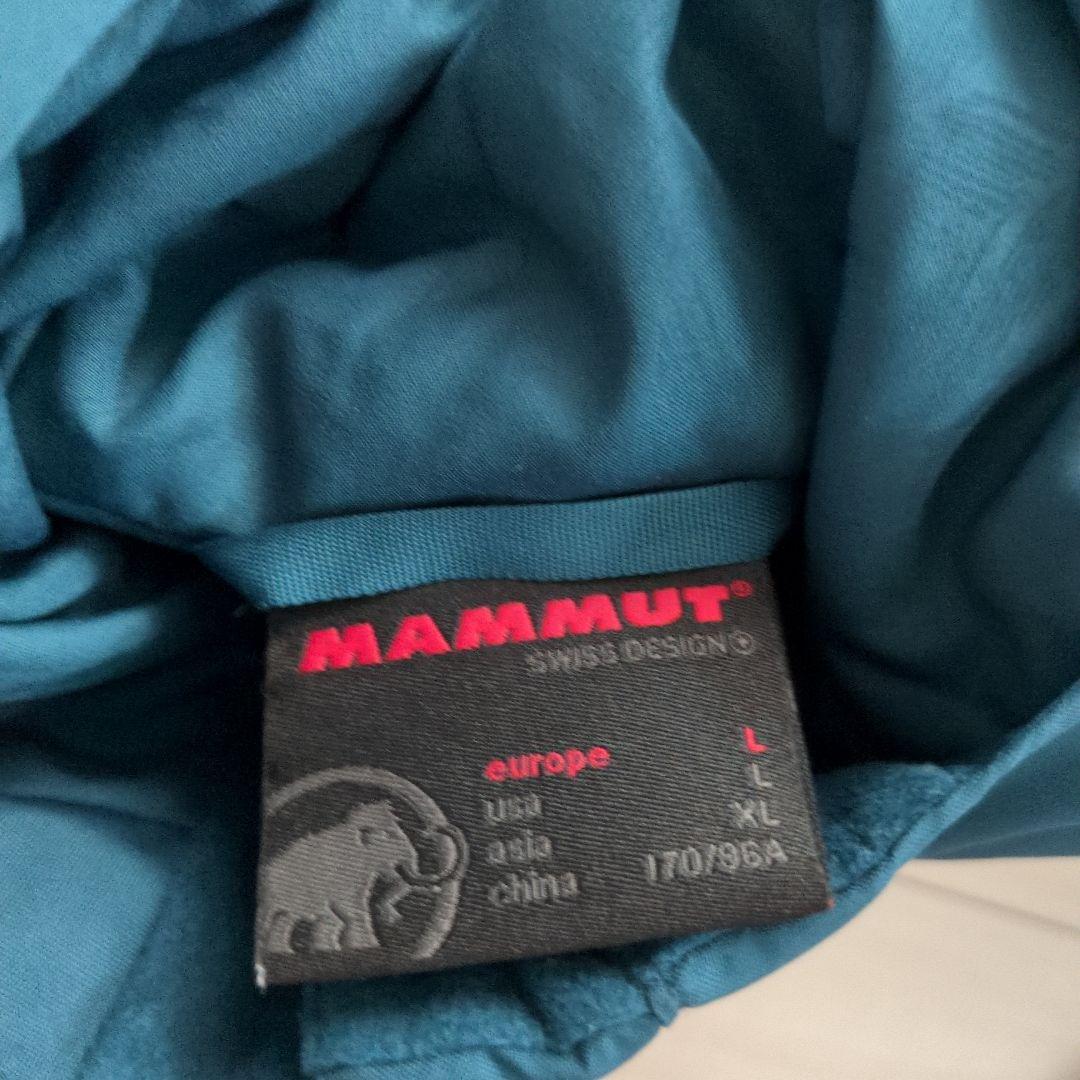 MAMMUT®
SWISS DESIGN
europe L
usa L
asia XL
china 170/96A